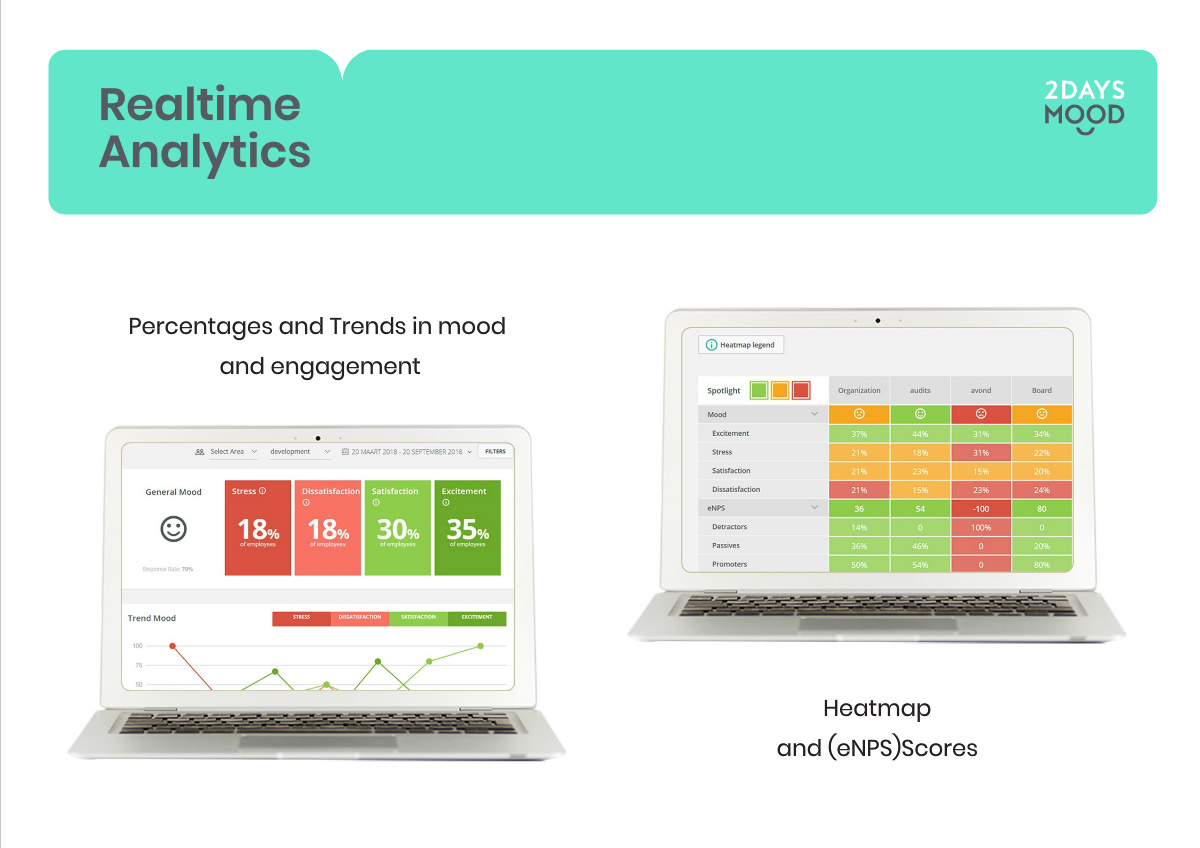 Realtime
Analytics
2DAYS
MOOD
Percentages and Trends in mood
and engagement
Select Area
development
20 MAART 2018 - 20 SEPTEMBER 2018
FILTERS
General Mood
Response Rate: 70%
Stress
18%
of employees
Dissatisfaction
18%
of employees
Satisfaction
30%
of employees
Excitement
35%
of employees
Trend Mood
STRESS DISSATISFACTION SATISFACTION EXCITEMENT
100
75
50
Heatmap legend
Spotlight Organization audits avond Board
Mood
Excitement 37% 44% 31% 34%
Stress 21% 18% 31% 22%
Satisfaction 21% 23% 15% 20%
Dissatisfaction 21% 15% 23% 24%
eNPS 36 54 -100 80
Detractors 14% 0 100% 0
Passives 36% 46% 0 20%
Promoters 50% 54% 0 80%
Heatmap
and (eNPS)Scores